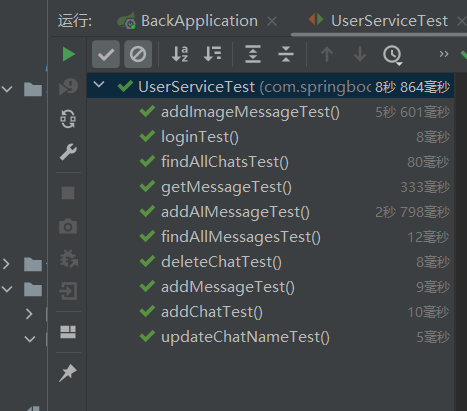 运行: BackApplication UserServiceTest
UserServiceTest (com.springboo 8秒 864毫秒
addImageMessageTest() 5秒 601毫秒
loginTest() 8毫秒
findAllChatsTest() 80毫秒
getMessageTest() 333毫秒
addAIMessageTest() 2秒 798毫秒
findAllMessagesTest() 12毫秒
deleteChatTest() 8毫秒
addMessageTest() 9毫秒
addChatTest() 10毫秒
updateChatNameTest() 5毫秒